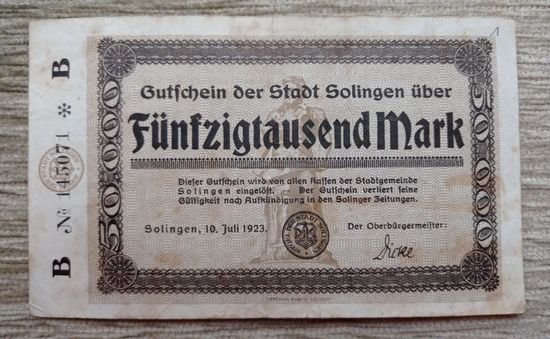 Gutschein der Stadt Solingen über
Fünfzigtausend Mark
Dieser Gutschein wird von allen Kassen der Stadtgemeinde
Solingen eingelöst. Der Gutschein verliert seine
Gültigkeit nach Aufkündigung in den Solinger Zeitungen.
Solingen, 10. Juli 1923.
Der Oberbürgermeister:
50000
50000
B № 145071 * B
1